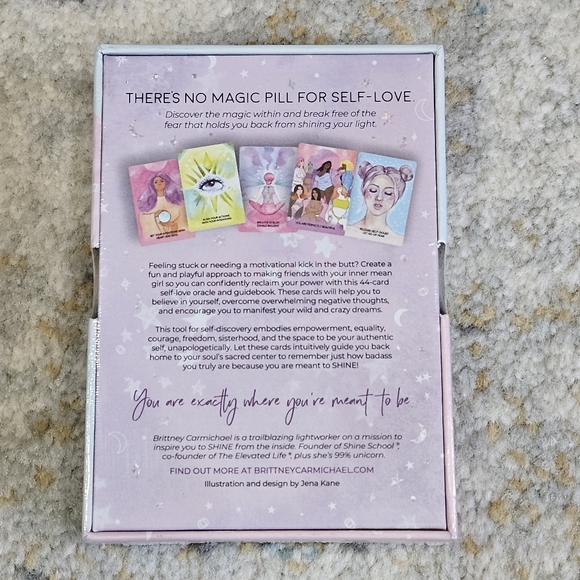 THERE'S NO MAGIC PILL FOR SELF-LOVE.
Discover the magic within and break free of the
fear that holds you back from shining your light.
Feeling stuck or needing a motivational kick in the butt? Create a
fun and playful approach to making friends with your inner mean
girl so you can confidently reclaim your power with this 44-card
self-love oracle and guidebook. These cards will help you to
believe in yourself, overcome overwhelming negative thoughts,
and encourage you to manifest your wild and crazy dreams.
This tool for self-discovery embodies empowerment, equality,
courage, freedom, sisterhood, and the space to be your authentic
self, unapologetically. Let these cards intuitively guide you back
home to your soul's sacred center to remember just how badass
you truly are because you are meant to SHINE!
You are exactly where you're meant to be
Brittney Carmichael is a trailblazing lightworker on a mission to
inspire you to SHINE from the inside. Founder of Shine School®,
co-founder of The Elevated Life®, plus she's 99% unicorn.
FIND OUT MORE AT BRITTNEYCARMICHAEL.COM
Illustration and design by Jena Kane